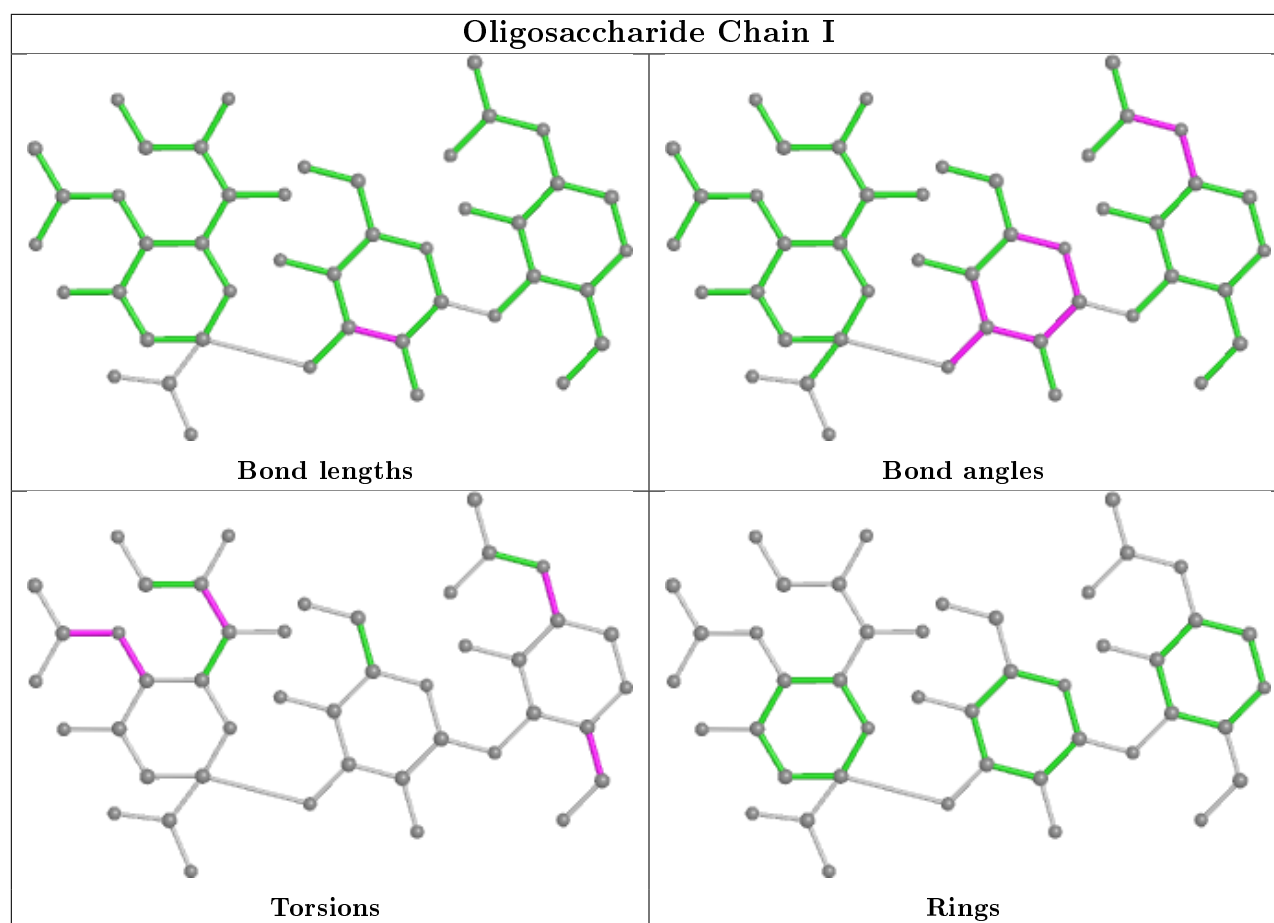 Oligosaccharide Chain I
Bond lengths
Bond angles
Torsions
Rings